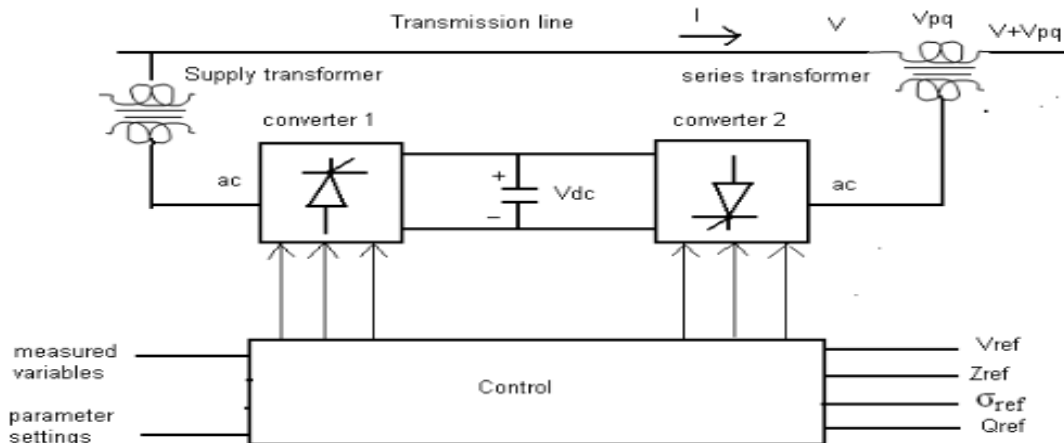 Transmission line
I
V
Vpq
V+Vpq
Supply transformer
series transformer
converter 1
converter 2
ac
+
Vdc
–
ac
measured
variables
parameter
settings
Control
Vref
Zref
σref
Qref